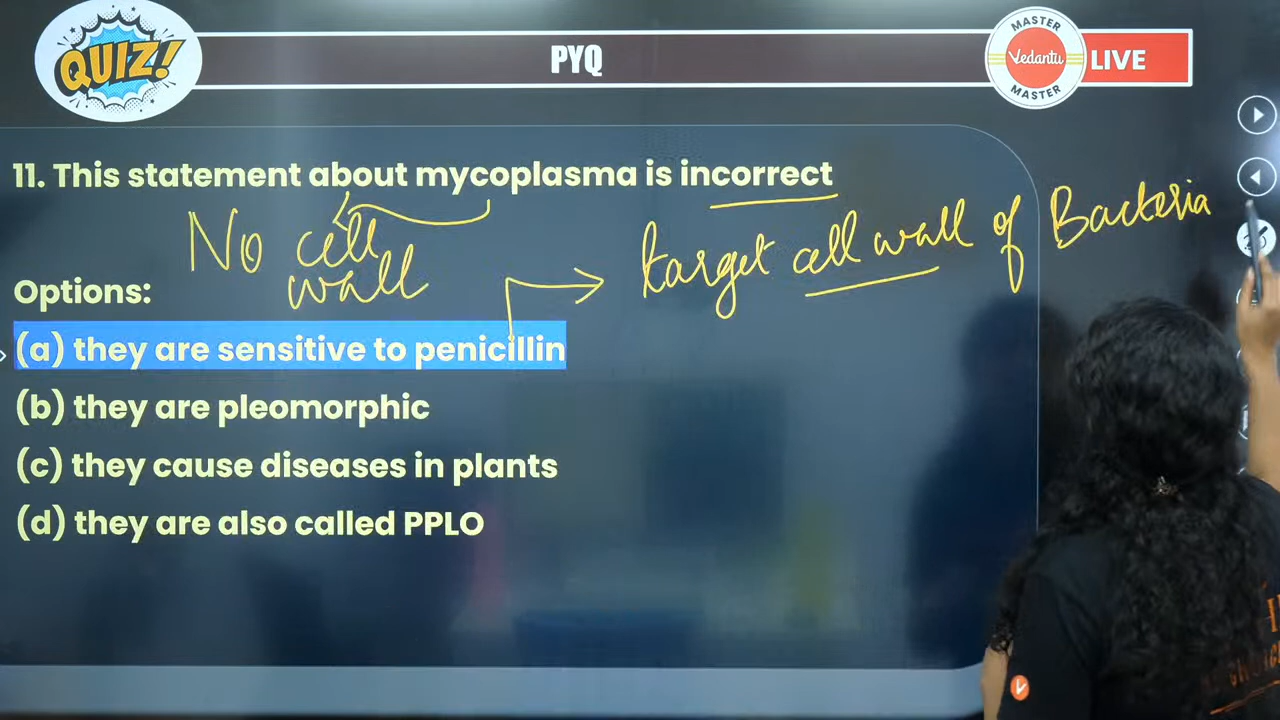 QUIZ!
PYQ
MASTER
Vedantu
MASTER
LIVE
11. This statement about mycoplasma is incorrect
No cell
wall
target cell wall of Bacteria
Options:
(a) they are sensitive to penicillin
(b) they are pleomorphic
(c) they cause diseases in plants
(d) they are also called PPLO